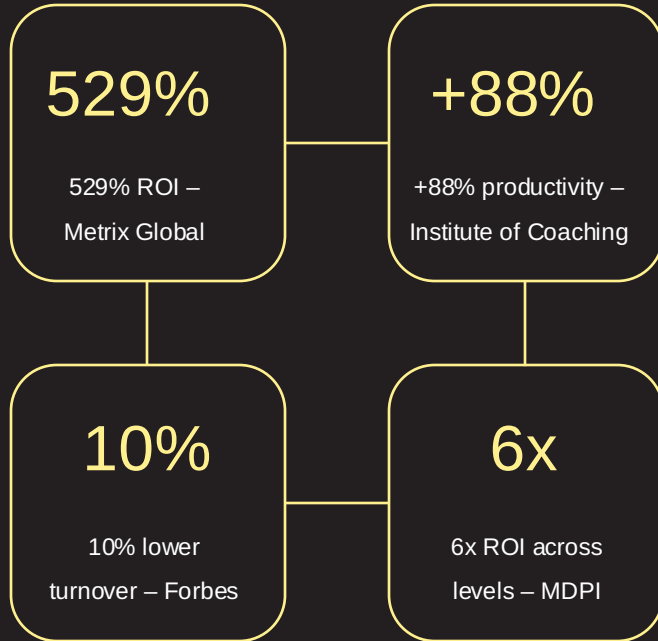 529%
529% ROI –
Metrix Global
+88%
+88% productivity –
Institute of Coaching
10%
10% lower
turnover – Forbes
6x
6x ROI across
levels – MDPI